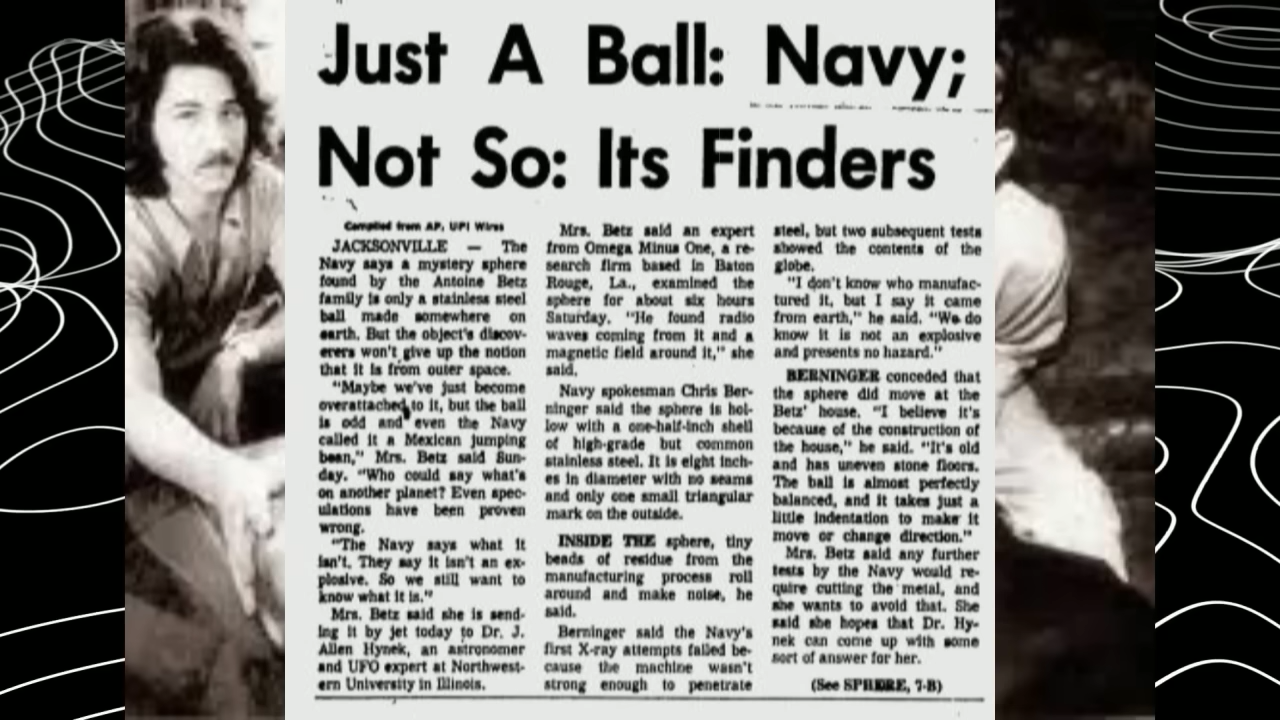 Just A Ball: Navy;
Not So: Its Finders
Compiled from AP, UPI Wires
JACKSONVILLE — The
Navy says a mystery sphere
found by the Antoine Betz
family is only a stainless steel
ball made somewhere on
earth. But the object's discov-
erers won't give up the notion
that it is from outer space.
"Maybe we've just become
overattached to it, but the ball
is odd and even the Navy
called it a Mexican jumping
bean," Mrs. Betz said Sun-
day. "Who could say what's
on another planet? Even spec-
ulations have been proven
wrong.
"The Navy says what it
isn't. They say it isn't an ex-
plosive. So we still want to
know what it is."
Mrs. Betz said she is send-
ing it by jet today to Dr. J.
Allen Hynek, an astronomer
and UFO expert at Northwest-
ern University in Illinois.
Mrs. Betz said an expert
from Omega Minus One, a re-
search firm based in Baton
Rouge, La., examined the
sphere for about six hours
Saturday. "He found radio
waves coming from it and a
magnetic field around it," she
said.
Navy spokesman Chris Ber-
ninger said the sphere is hol-
low with a one-half-inch shell
of high-grade but common
stainless steel. It is eight inch-
es in diameter with no seams
and only one small triangular
mark on the outside.
INSIDE THE sphere, tiny
beads of residue from the
manufacturing process roll
around and make noise, he
said.
Berninger said the Navy's
first X-ray attempts failed be-
cause the machine wasn't
strong enough to penetrate
steel, but two subsequent tests
showed the contents of the
globe.
"I don't know who manufac-
tured it, but I say it came
from earth," he said. "We do
know it is not an explosive
and presents no hazard."
BERNINGER conceded that
the sphere did move at the
Betz' house. "I believe it's
because of the construction of
the house," he said. "It's old
and has uneven stone floors.
The ball is almost perfectly
balanced, and it takes just a
little indentation to make it
move or change direction."
Mrs. Betz said any further
tests by the Navy would re-
quire cutting the metal, and
she wants to avoid that. She
said she hopes that Dr. Hy-
nek can come up with some
sort of answer for her.
(See SPHERE, 7-B)